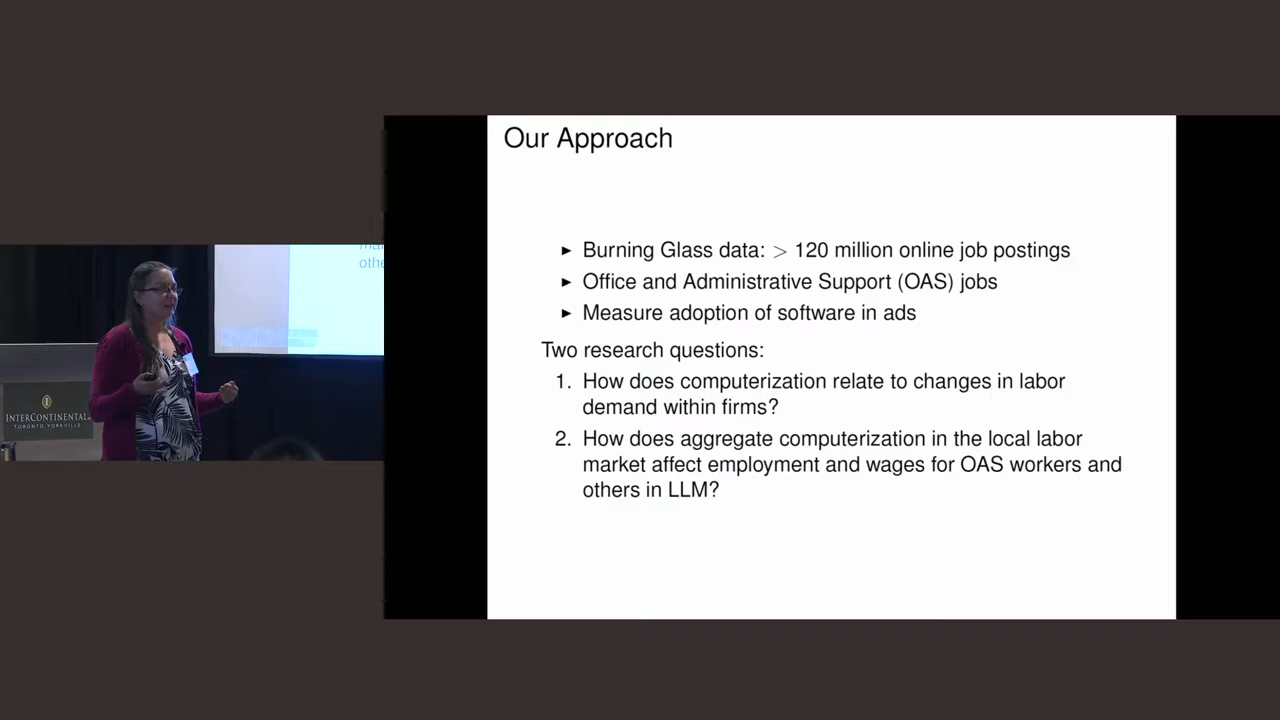 Our Approach
▶ Burning Glass data: > 120 million online job postings
▶ Office and Administrative Support (OAS) jobs
▶ Measure adoption of software in ads
Two research questions:
1. How does computerization relate to changes in labor
demand within firms?
2. How does aggregate computerization in the local labor
market affect employment and wages for OAS workers and
others in LLM?
othe
I
INTERCONTINENTAL
TORONTO YORKVILLE